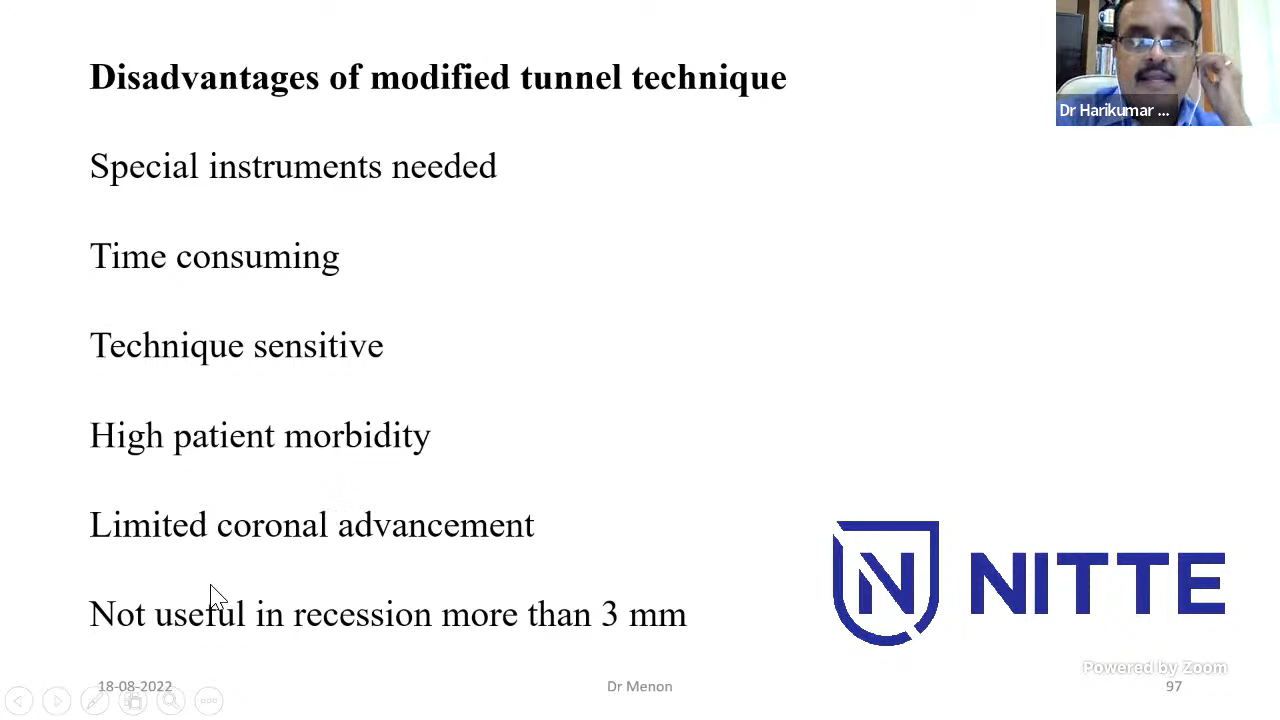 Disadvantages of modified tunnel technique
Dr Harikumar ...
Special instruments needed
Time consuming
Technique sensitive
High patient morbidity
Limited coronal advancement
Not useful in recession more than 3 mm
NITTE
Powered by Zoom
18-08-2022
Dr Menon
97